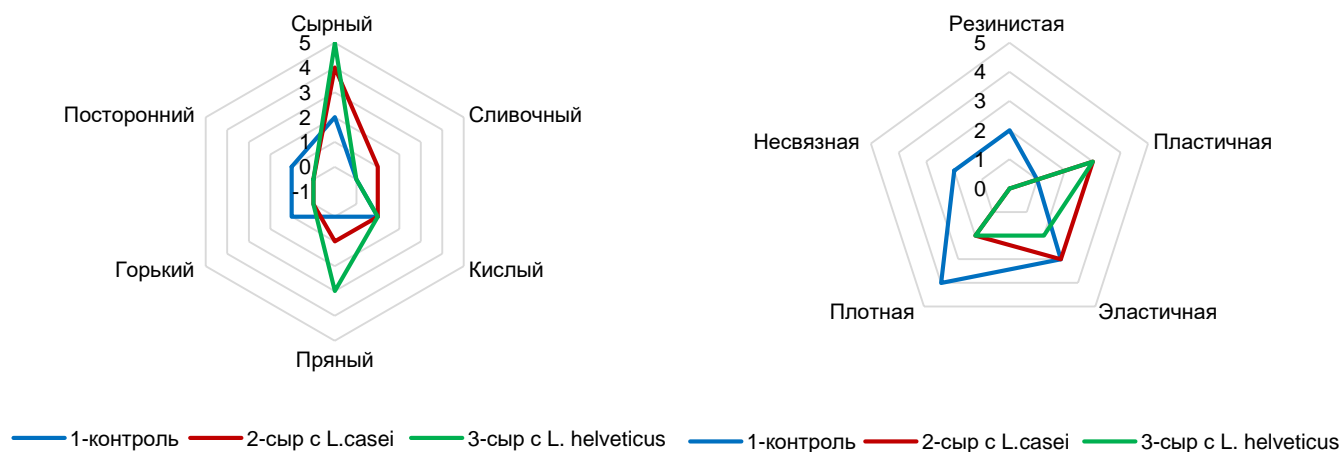 Сырный
5
4
3
2
1
0
-1
Посторонний
Сливочный
Горький
Кислый
Пряный
1-контроль 2-сыр с L.casei 3-сыр с L. helveticus
Резинистая
5
4
3
2
1
0
Несвязная
Пластичная
Плотная
Эластичная
1-контроль 2-сыр с L.casei 3-сыр с L. helveticus